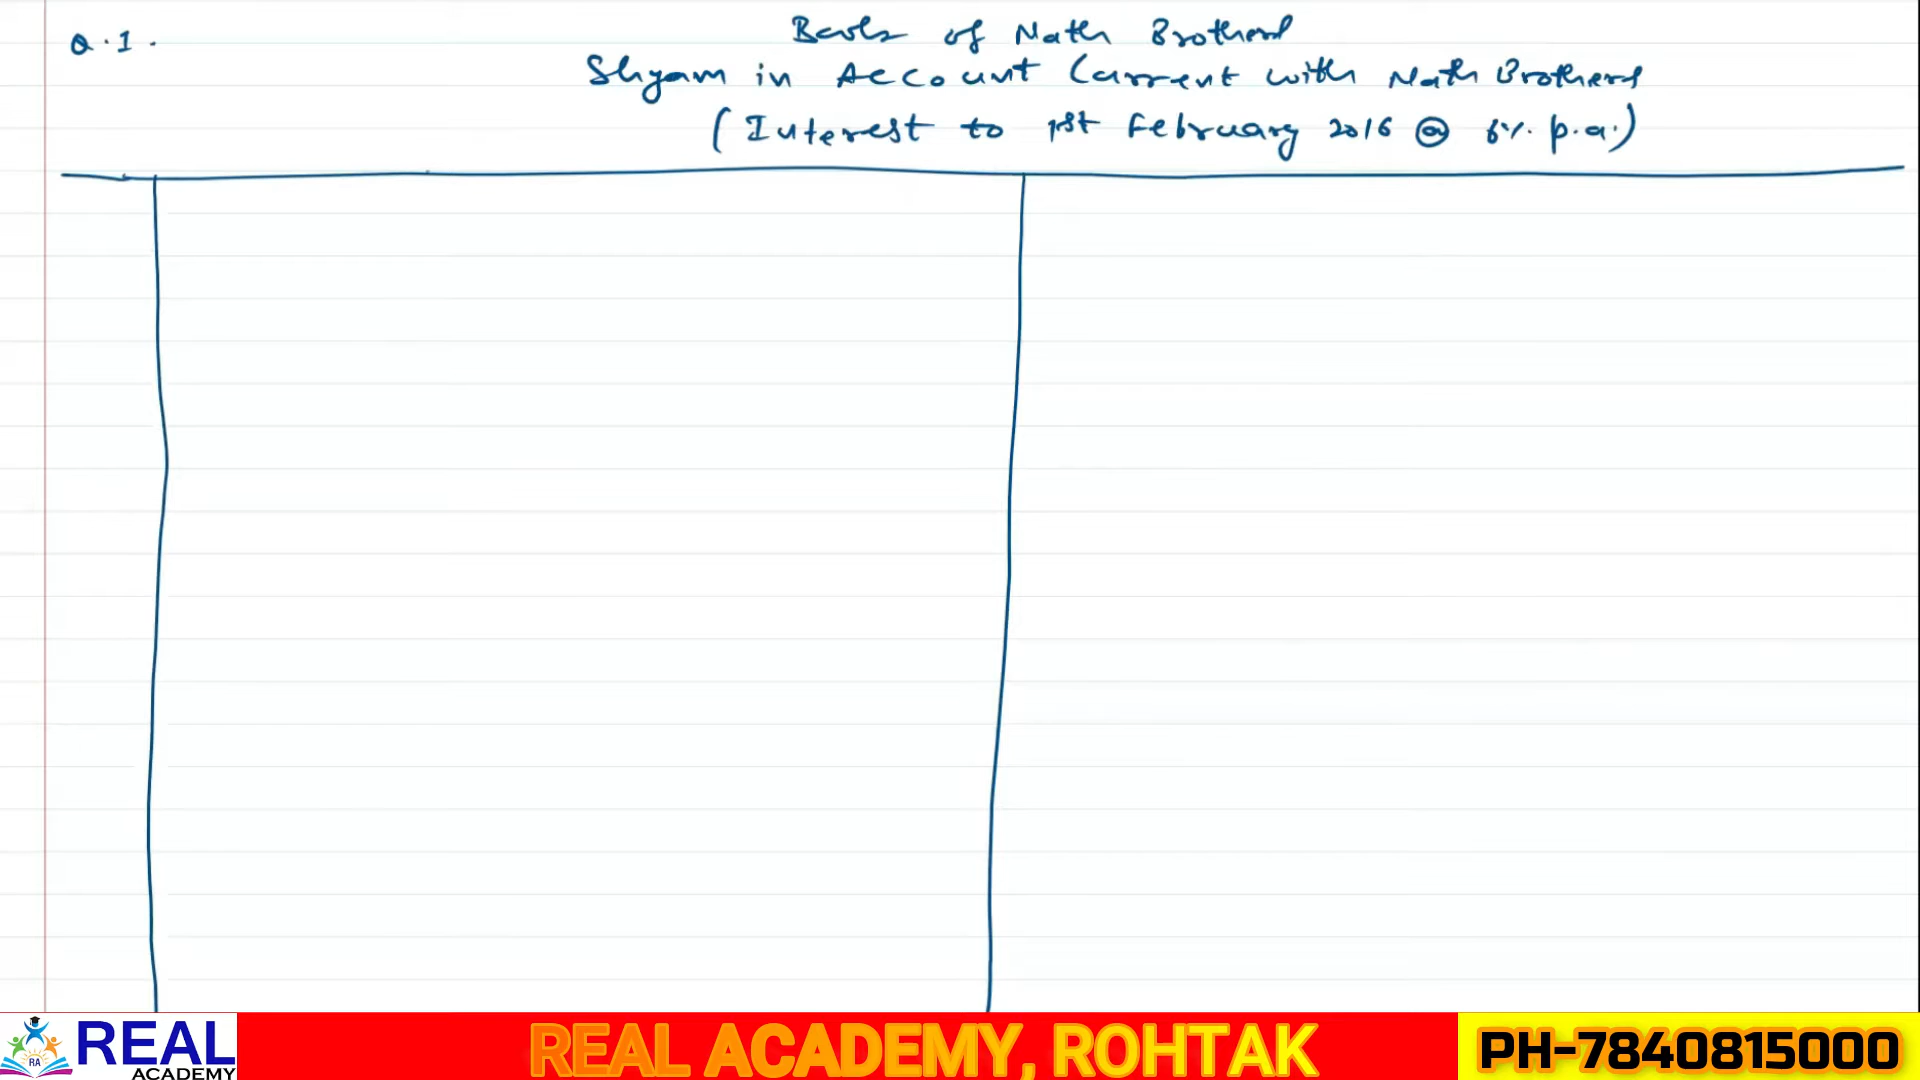 Q.1.
Books of Nath Brothers
Shyam in Account Current with Nath Brothers
(Interest to 1st February 2016 @ 6% p.a.)
RA
REAL
ACADEMY
REAL ACADEMY, ROHTAK
PH-7840815000